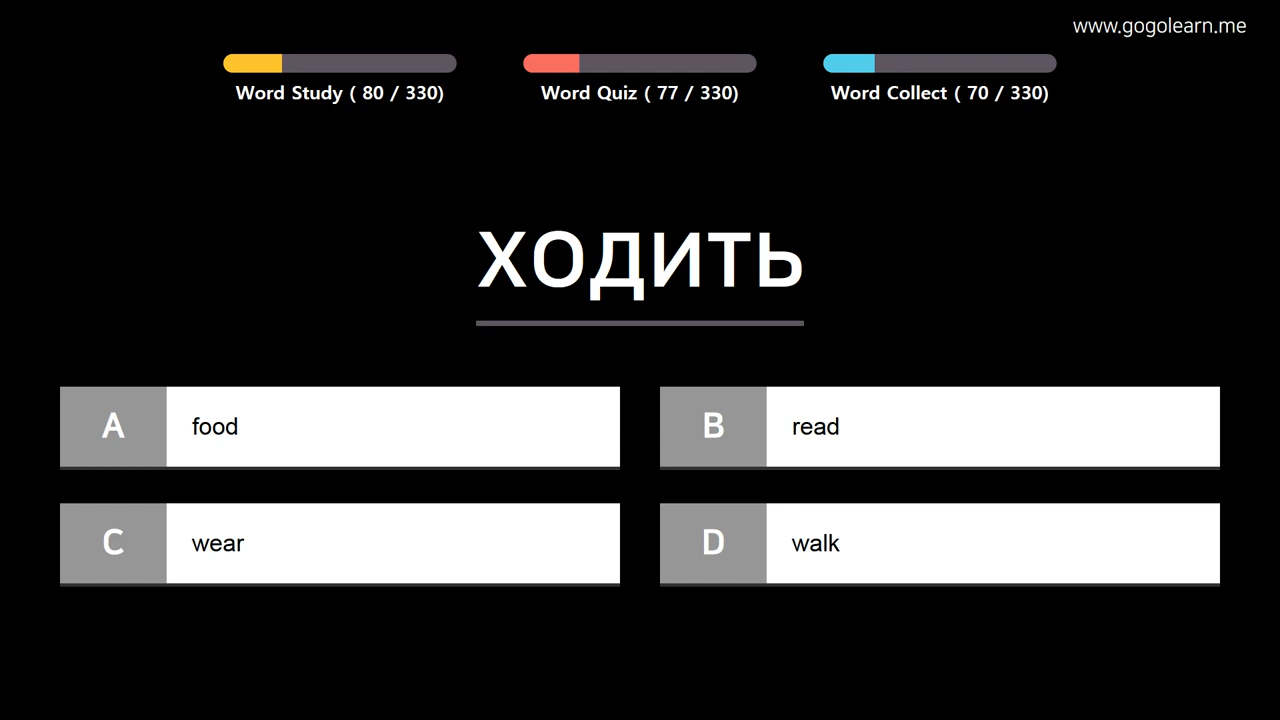 www.gogolearn.me
Word Study ( 80 / 330)
Word Quiz ( 77 / 330)
Word Collect ( 70 / 330)
ХОДИТЬ
A food
B read
C wear
D walk